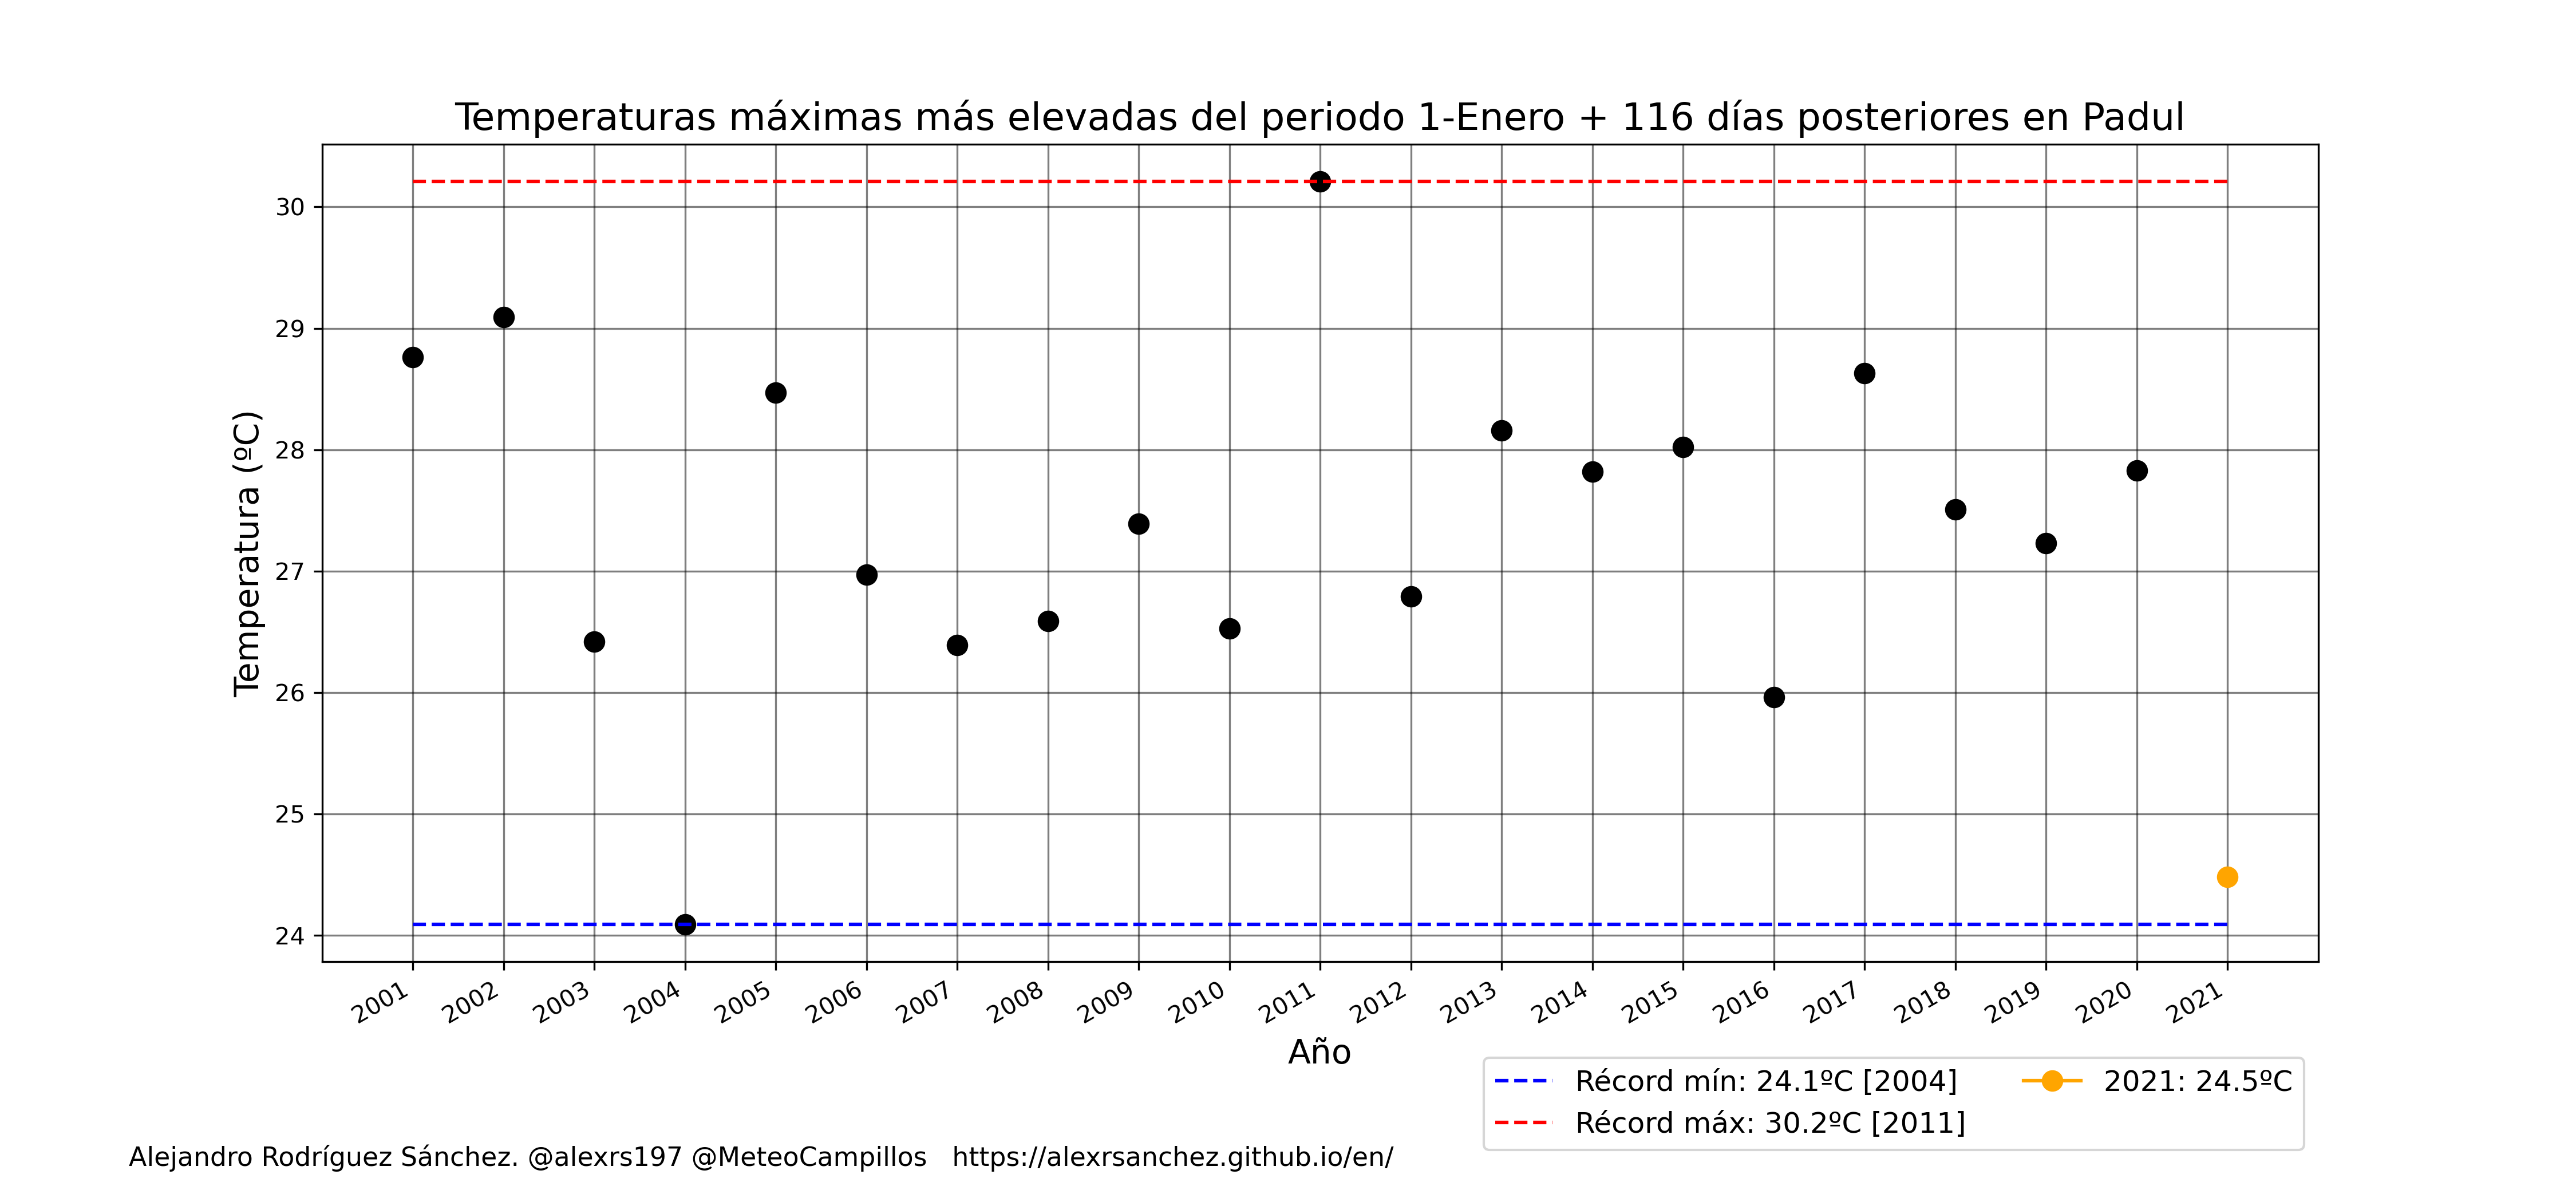 Temperaturas máximas más elevadas del periodo 1-Enero + 116 días posteriores en Padul
Temperatura (ºC)
30
29
28
27
26
25
24
2001 2002 2003 2004 2005 2006 2007 2008 2009 2010 2011 2012 2013 2014 2015 2016 2017 2018 2019 2020 2021
Año
Récord mín: 24.1ºC [2004]
Récord máx: 30.2ºC [2011]
2021: 24.5ºC
Alejandro Rodríguez Sánchez. @alexrs197 @MeteoCampillos https://alexrsanchez.github.io/en/